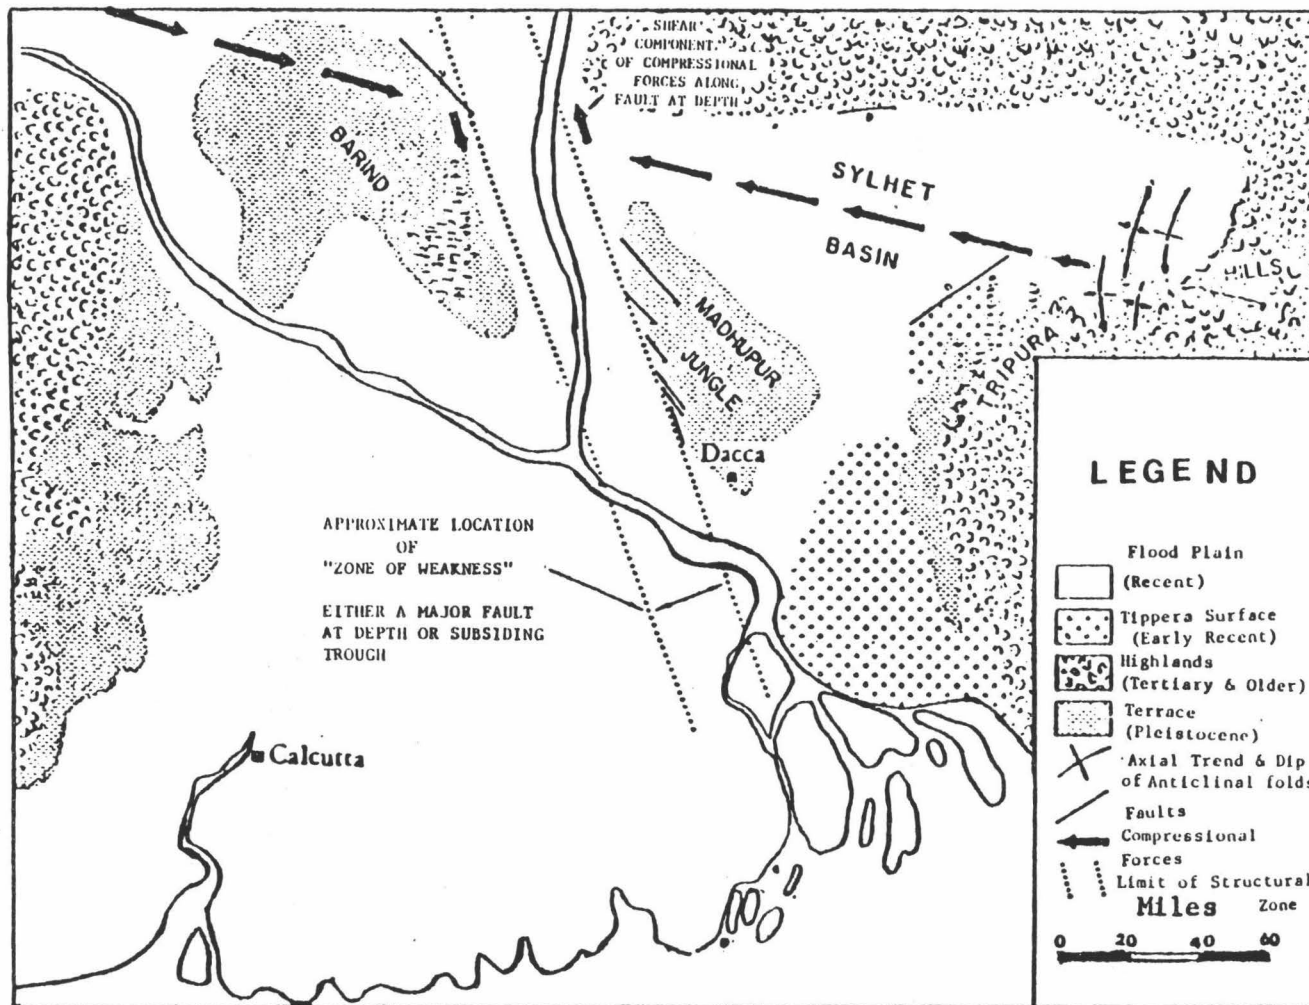 SHEAR
COMPONENT
OF COMPRESSIONAL
FORCES ALONG
FAULT AT DEPTH
BARIND
SYLHET
BASIN
HILLS
TRIPURA
MADHUPUR
JUNGLE
Dacca
APPROXIMATE LOCATION
OF
"ZONE OF WEAKNESS"
EITHER A MAJOR FAULT
AT DEPTH OR SUBSIDING
TROUGH
Calcutta
LEGEND
Flood Plain
(Recent)
Tippera Surface
(Early Recent)
Highlands
(Tertiary & Older)
Terrace
(Pleistocene)
Axial Trend & Dip
of Anticlinal folds
Faults
Compressional
Forces
Limit of Structural
Zone
Miles
0 20 40 60